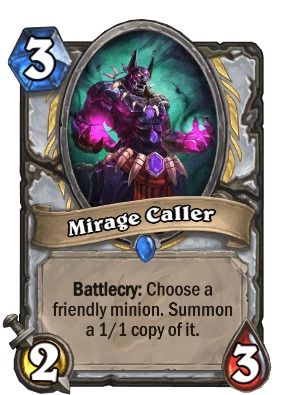 3
Mirage Caller
Battlecry: Choose a
friendly minion. Summon
a 1/1 copy of it.
2
3